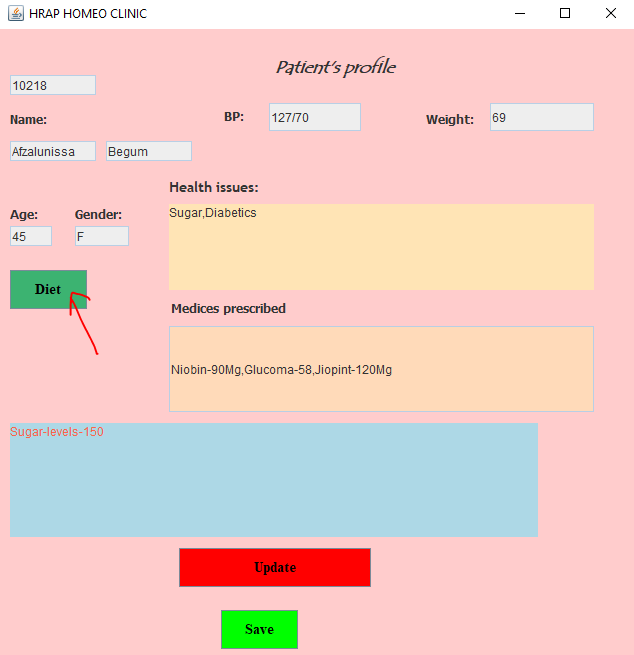 HRAP HOMEO CLINIC
Patient's profile
10218
Name:
BP:
127/70
Weight:
69
Afzalunissa
Begum
Health issues:
Age:
Gender:
Sugar,Diabetics
45
F
Diet
Medices prescribed
Niobin-90Mg,Glucoma-58,Jiopint-120Mg
Sugar-levels-150
Update
Save